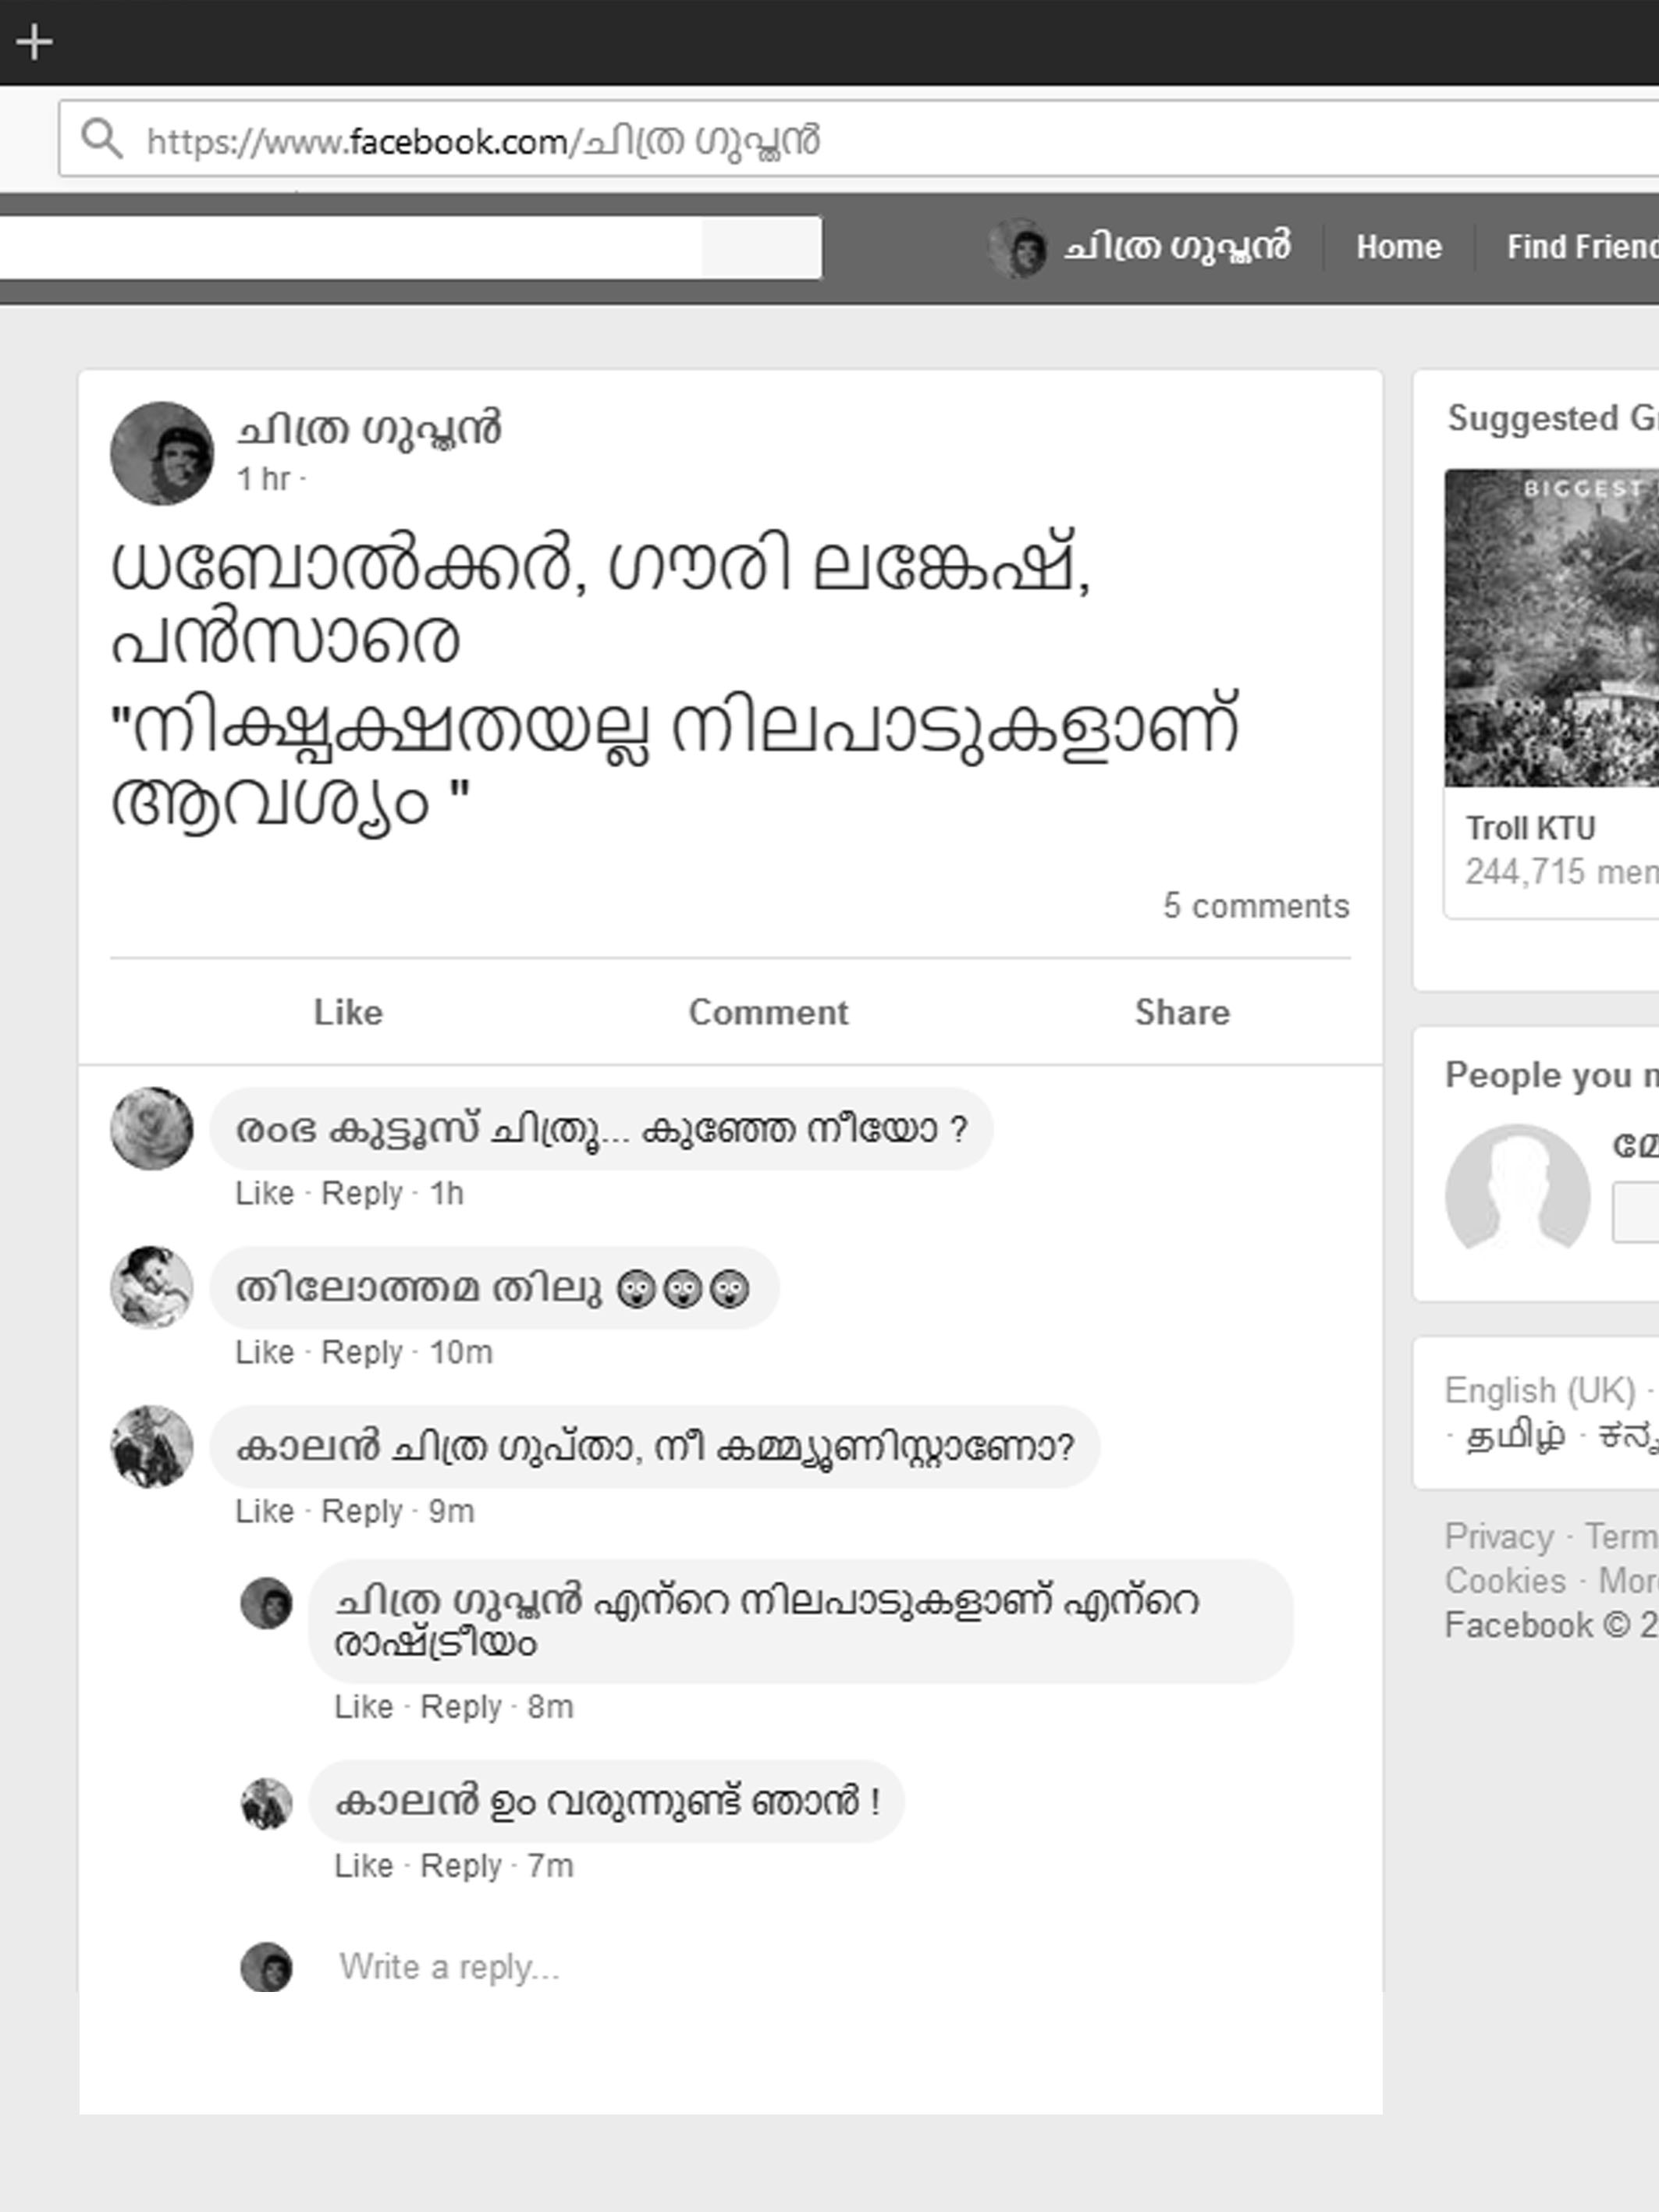 https://www.facebook.com/ചിത്ര ഗുപ്തൻ
ചിത്ര ഗുപ്തൻ
Home
Find Friend
ചിത്ര ഗുപ്തൻ
1 hr ·
ധബോൽക്കർ, ഗൗരി ലങ്കേഷ്,
പൻസാരെ
"നിക്ഷ്പക്ഷതയല്ല നിലപാടുകളാണ്
ആവശ്യം "
5 comments
Like Comment Share
രംഭ കുട്ടൂസ് ചിത്രൂ... കുഞ്ഞേ നീയോ ?
Like · Reply · 1h
തിലോത്തമ തിലു 😲😲😲
Like · Reply · 10m
കാലൻ ചിത്ര ഗുപ്താ, നീ കമ്മ്യൂണിസ്റ്റാണോ?
Like · Reply · 9m
ചിത്ര ഗുപ്തൻ എന്റെ നിലപാടുകളാണ് എന്റെ
രാഷ്ട്രീയം
Like · Reply · 8m
കാലൻ ഉം വരുന്നുണ്ട് ഞാൻ !
Like · Reply · 7m
Write a reply...
Suggested G
BIGGEST
Troll KTU
244,715 mem
People you
മേ
English (UK) ·
· தமிழ் · ಕನ್ನ
Privacy · Term
Cookies · Mor
Facebook © 2